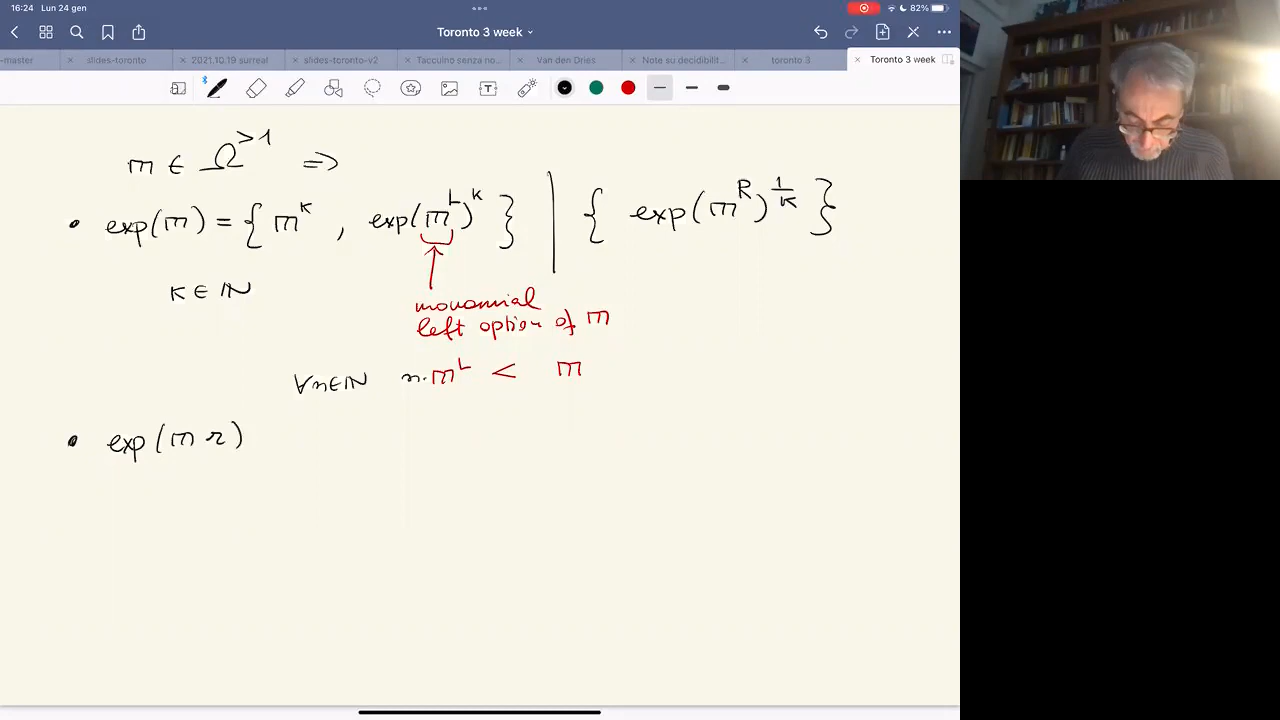 16:24 Lun 24 gen 82%
Toronto 3 week
-master slides-toronto 2021.10.19 surreal slides-toronto-v2 Taccuino senza no... Van den Dries Note su decidibilit... toronto 3 Toronto 3 week
𝔪 ∈ Ω^{>1} ⇒
• exp(𝔪) = { 𝔪^k , exp(𝔪^L)^k } | { exp(𝔪^R)^{1/k} }
k ∈ ℕ
monomial
left option of 𝔪
∀n∈ℕ n·𝔪^L < 𝔪
• exp(𝔪 r)